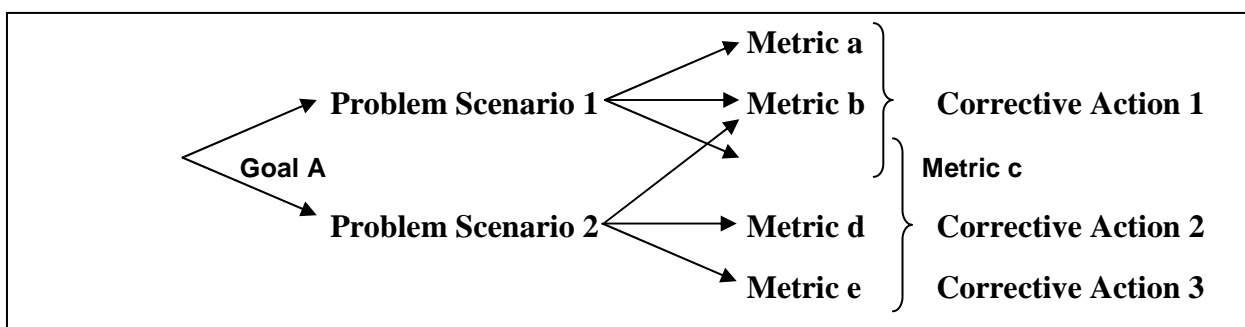 Metric a
Problem Scenario 1 Metric b Corrective Action 1
Goal A Metric c
Problem Scenario 2 Metric d Corrective Action 2
Metric e Corrective Action 3